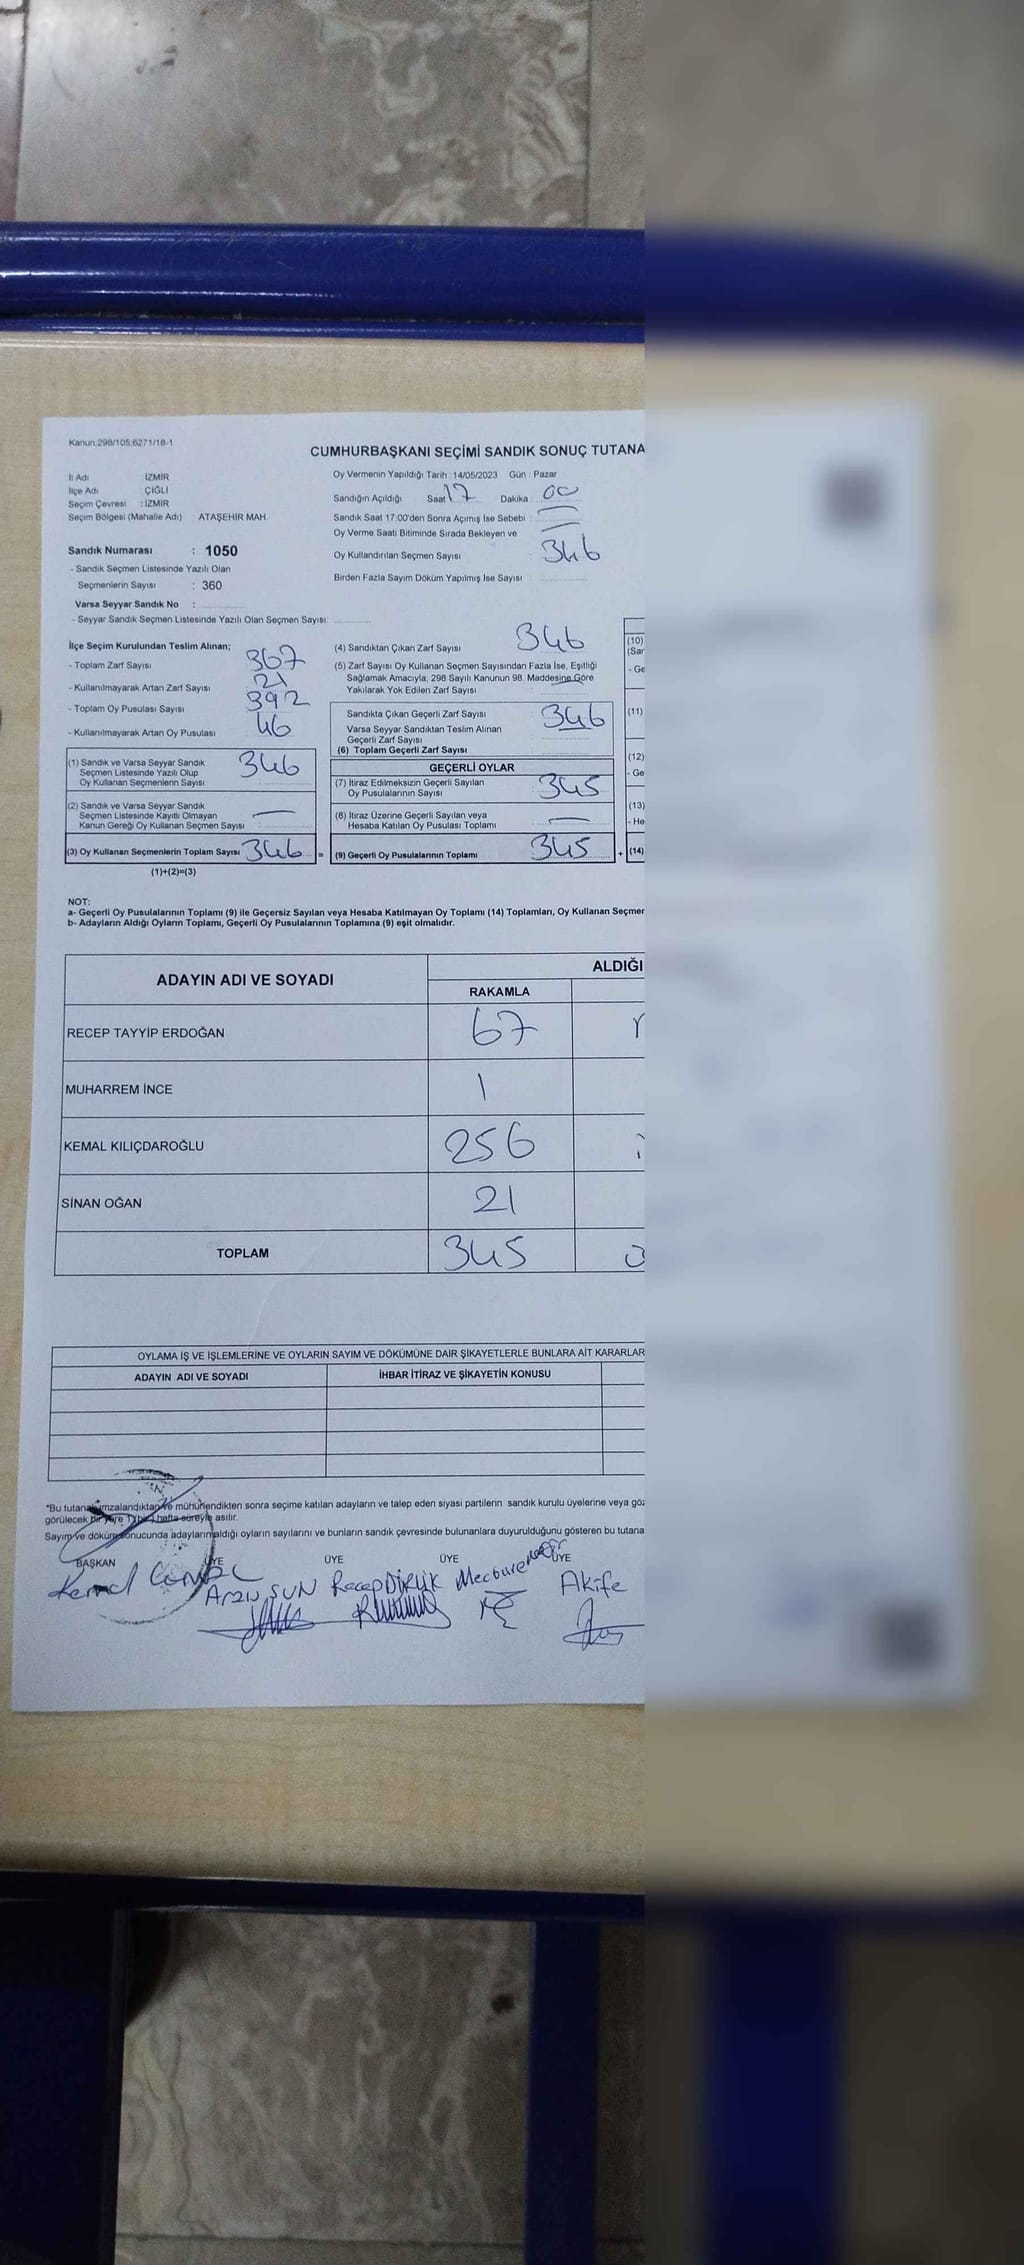 Kanun;298/105;6271/18-1
CUMHURBAŞKANI SEÇİMİ SANDIK SONUÇ TUTANA
İl Adı İZMİR
İlçe Adı ÇİĞLİ
Seçim Çevresi : İZMİR
Seçim Bölgesi (Mahalle Adı) : ATAŞEHİR MAH.
Oy Vermenin Yapıldığı Tarih : 14/05/2023 Gün : Pazar
Sandığın Açıldığı Saat 17 Dakika : 00
Sandık Saat 17:00'den Sonra Açımış İse Sebebi :
Oy Verme Saati Bitiminde Sırada Bekleyen ve
Oy Kullandırılan Seçmen Sayısı : 346
Birden Fazla Sayım Döküm Yapılmış İse Sayısı :
Sandık Numarası : 1050
- Sandık Seçmen Listesinde Yazılı Olan
Seçmenlerin Sayısı : 360
Varsa Seyyar Sandık No :
- Seyyar Sandık Seçmen Listesinde Yazılı Olan Seçmen Sayısı:
İlçe Seçim Kurulundan Teslim Alınan;
- Toplam Zarf Sayısı 367
- Kullanılmayarak Artan Zarf Sayısı 21
- Toplam Oy Pusulası Sayısı 392
- Kullanılmayarak Artan Oy Pusulası 46
(1) Sandık ve Varsa Seyyar Sandık
Seçmen Listesinde Yazılı Olup
Oy Kullanan Seçmenlerin Sayısı 346
(2) Sandık ve Varsa Seyyar Sandık
Seçmen Listesinde Kayıtlı Olmayan
Kanun Gereği Oy Kullanan Seçmen Sayısı :
(3) Oy Kullanan Seçmenlerin Toplam Sayısı 346 =
(1)+(2)=(3)
(4) Sandıktan Çıkan Zarf Sayısı 346
(5) Zarf Sayısı Oy Kullanan Seçmen Sayısından Fazla İse, Eşitliği
Sağlamak Amacıyla, 298 Sayılı Kanunun 98. Maddesine Göre
Yakılarak Yok Edilen Zarf Sayısı :
Sandıkta Çıkan Geçerli Zarf Sayısı 346
Varsa Seyyar Sandıktan Teslim Alınan
Geçerli Zarf Sayısı
(6) Toplam Geçerli Zarf Sayısı
GEÇERLİ OYLAR
(7) İtiraz Edilmeksizin Geçerli Sayılan
Oy Pusulalarının Sayısı 345
(8) İtiraz Üzerine Geçerli Sayılan veya
Hesaba Katılan Oy Pusulası Toplamı
(9) Geçerli Oy Pusulalarının Toplamı 345 +
(10)
(Sar
- Ge
(11)
(12)
- Ge
(13)
- He
(14)
NOT:
a- Geçerli Oy Pusulalarının Toplamı (9) ile Geçersiz Sayılan veya Hesaba Katılmayan Oy Toplamı (14) Toplamları, Oy Kullanan Seçmer
b- Adayların Aldığı Oyların Toplamı, Geçerli Oy Pusulalarının Toplamına (9) eşit olmalıdır.
ADAYIN ADI VE SOYADI ALDIĞI
RAKAMLA
RECEP TAYYİP ERDOĞAN 67
MUHARREM İNCE 1
KEMAL KILIÇDAROĞLU 256
SİNAN OĞAN 21
TOPLAM 345
OYLAMA İŞ VE İŞLEMLERİNE VE OYLARIN SAYIM VE DÖKÜMÜNE DAİR ŞİKAYETLERLE BUNLARA AİT KARARLAR
ADAYIN ADI VE SOYADI İHBAR İTİRAZ VE ŞİKAYETİN KONUSU
*Bu tutanak imzalandıktan ve mühürlendikten sonra seçime katılan adayların ve talep eden siyasi partilerin sandık kurulu üyelerine veya göz
görülecek bir yere 1 (bir) hafta süreyle asılır.
Sayım ve döküm sonucunda adayların aldığı oyların sayılarını ve bunların sandık çevresinde bulunanlara duyurulduğunu gösteren bu tutana
BAŞKAN ÜYE ÜYE ÜYE ÜYE
Kemal Arzu SUN Recep DİRLİK Mecbure Akife